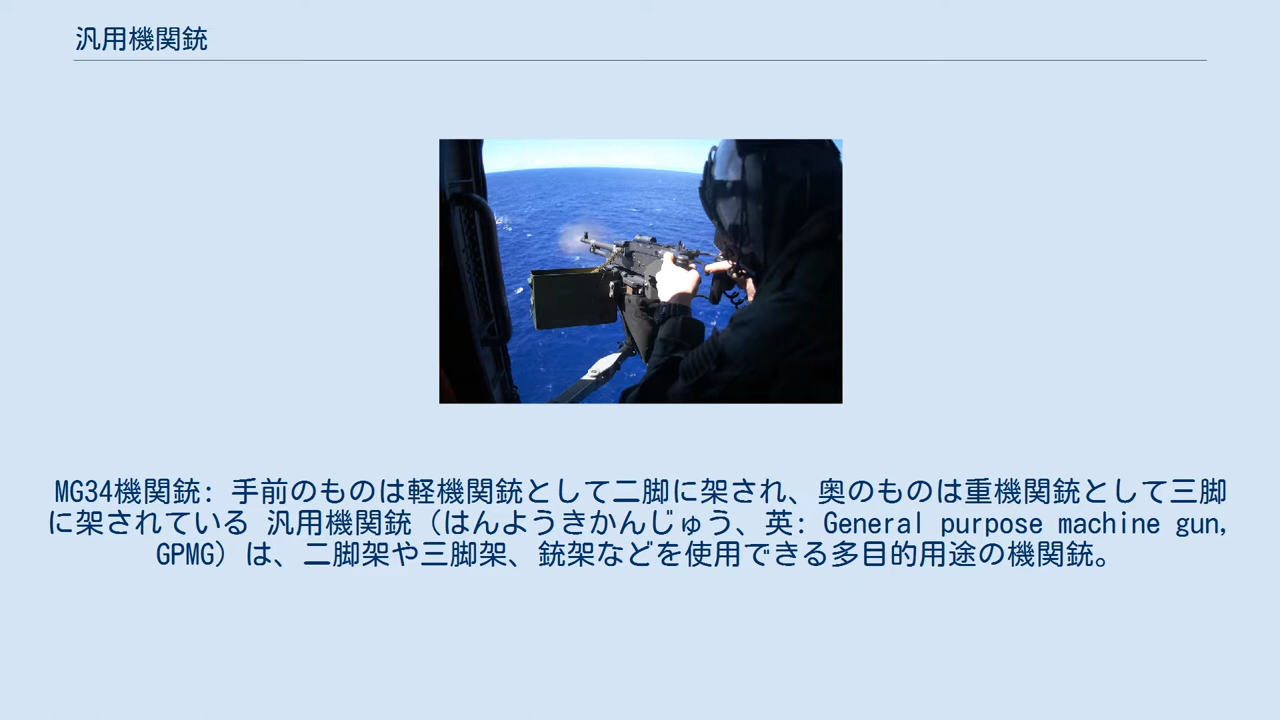 汎用機関銃
MG34機関銃: 手前のものは軽機関銃として二脚に架され、奥のものは重機関銃として三脚
に架されている 汎用機関銃（はんようきかんじゅう、英: General purpose machine gun,
GPMG）は、二脚架や三脚架、銃架などを使用できる多目的用途の機関銃。